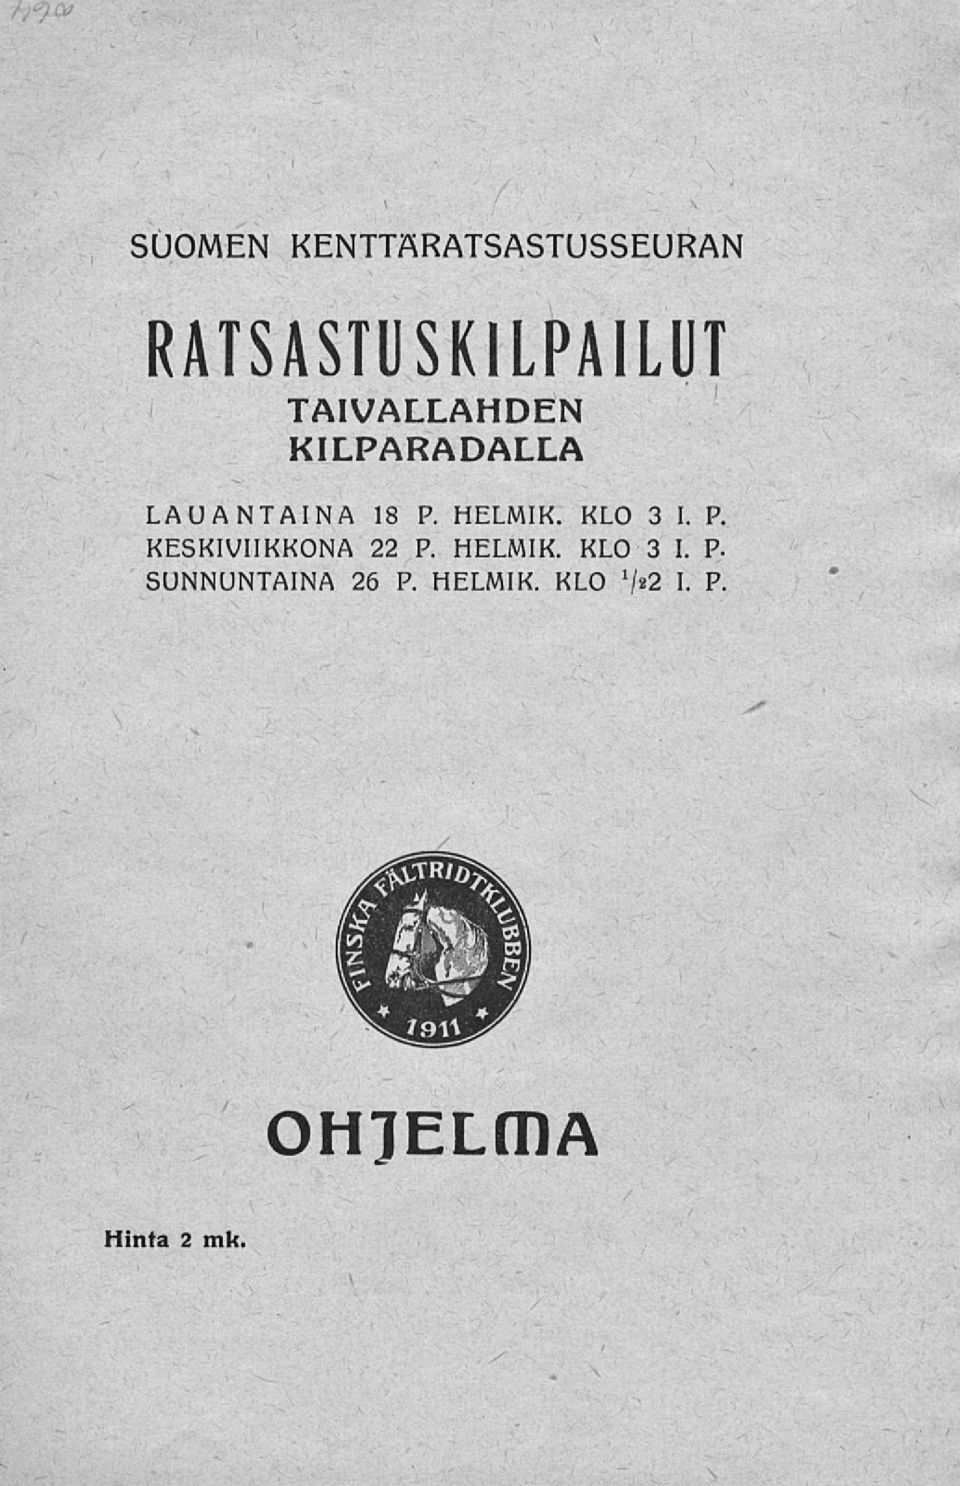 SUOMEN KENTTÄRATSASTUSSEURAN
RATSASTUSKILPAILUT
TAIVALLAHDEN
KILPARADALLA
LAUANTAINA 18 P. HELMIK. KLO 3 I. P.
KESKIVIIKKONA 22 P. HELMIK. KLO 3 I. P.
SUNNUNTAINA 26 P. HELMIK. KLO ¹/₂2 I. P.
FINSKA FÄLTRIDTKLUBBEN
1911
OHJELMA
Hinta 2 mk.